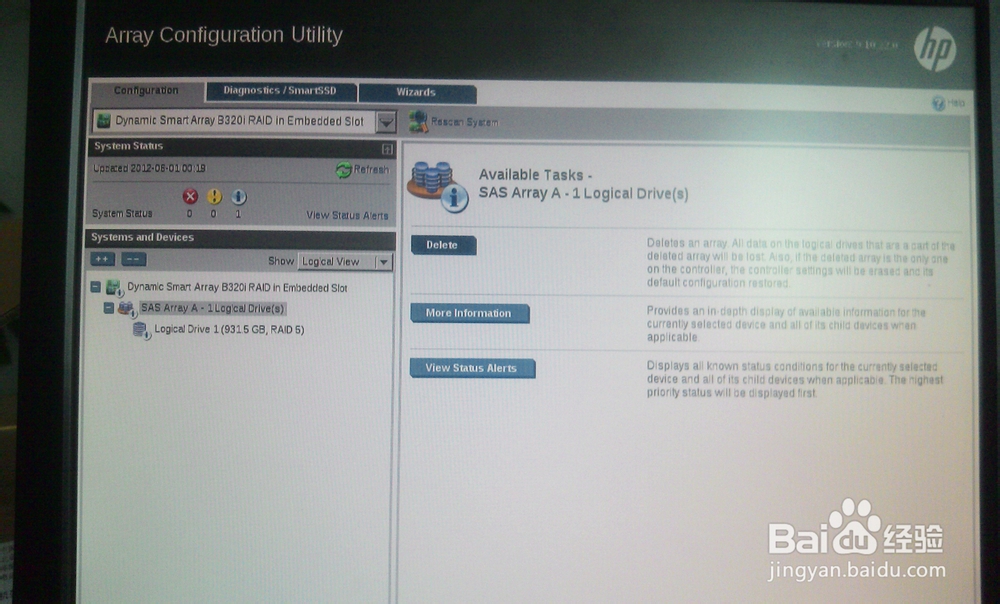 Array Configuration Utility
hp
Configuration
Diagnostics / SmartSSD
Wizards
Help
Dynamic Smart Array B320i RAID in Embedded Slot
Rescan System
System Status
Updated 2012-06-01 00:19
Refresh
System Status 0 0 1
View Status Alerts
Systems and Devices
Show Logical View
Dynamic Smart Array B320i RAID in Embedded Slot
SAS Array A - 1 Logical Drive(s)
Logical Drive 1 (931.5 GB, RAID 5)
Available Tasks -
SAS Array A - 1 Logical Drive(s)
Delete
Deletes an array. All data on the logical drives that are a part of the
deleted array will be lost. Also, if the deleted array is the only one
on the controller, the controller settings will be erased and its
default configuration restored.
More Information
Provides an in-depth display of available information for the
currently selected device and all of its child devices when
applicable.
View Status Alerts
Displays all known status conditions for the currently selected
device and all of its child devices when applicable. The highest
priority status will be displayed first.
Baidu 经验
jingyan.baidu.com